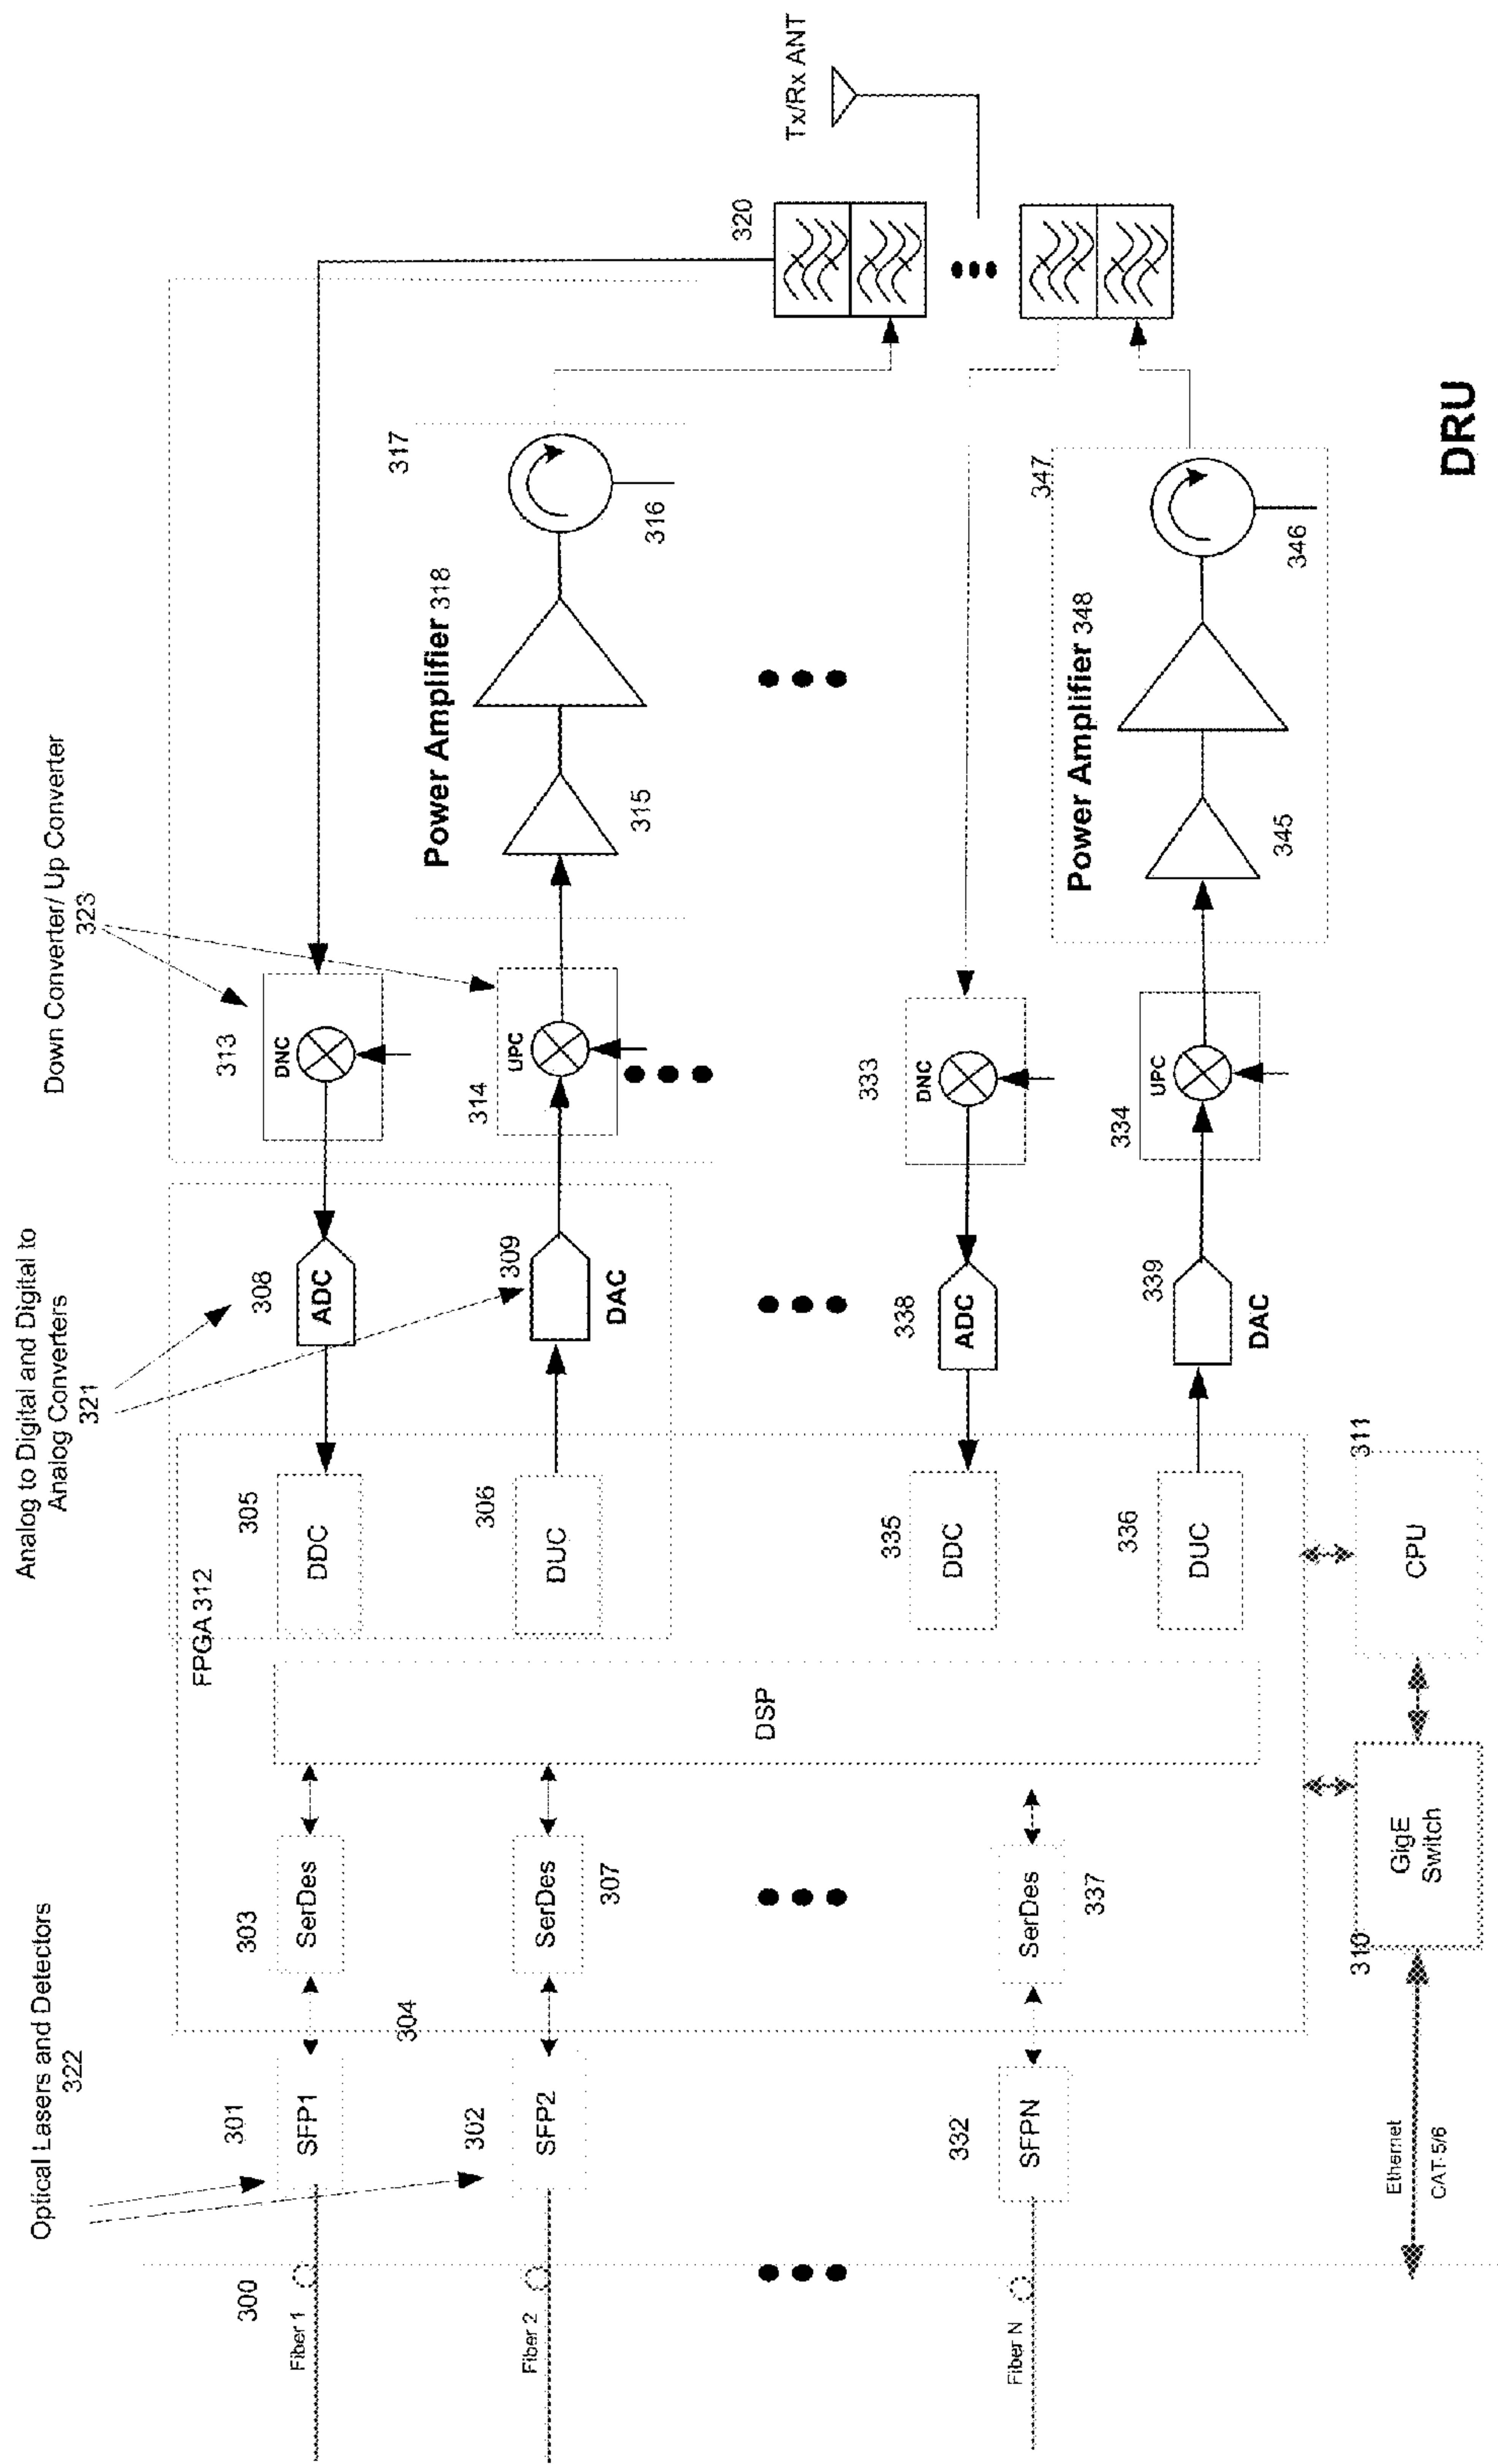 Optical Lasers and Detectors
322
Analog to Digital and Digital to
Analog Converters
321
Down Converter/ Up Converter
323
300
Fiber 1
301
SFP1
303
SerDes
304
FPGA 312
305
DDC
308
ADC
313
DNC
320
Tx/Rx ANT
Fiber 2
302
SFP2
SerDes
307
306
DUC
309
DAC
314
UPC
Power Amplifier 318
315
317
316
DSP
Fiber N
332
SFPN
SerDes
337
335
DDC
338
ADC
333
DNC
336
DUC
339
DAC
334
UPC
Power Amplifier 348
345
347
346
Ethernet
CAT-5/6
310
GigE
Switch
311
CPU
DRU